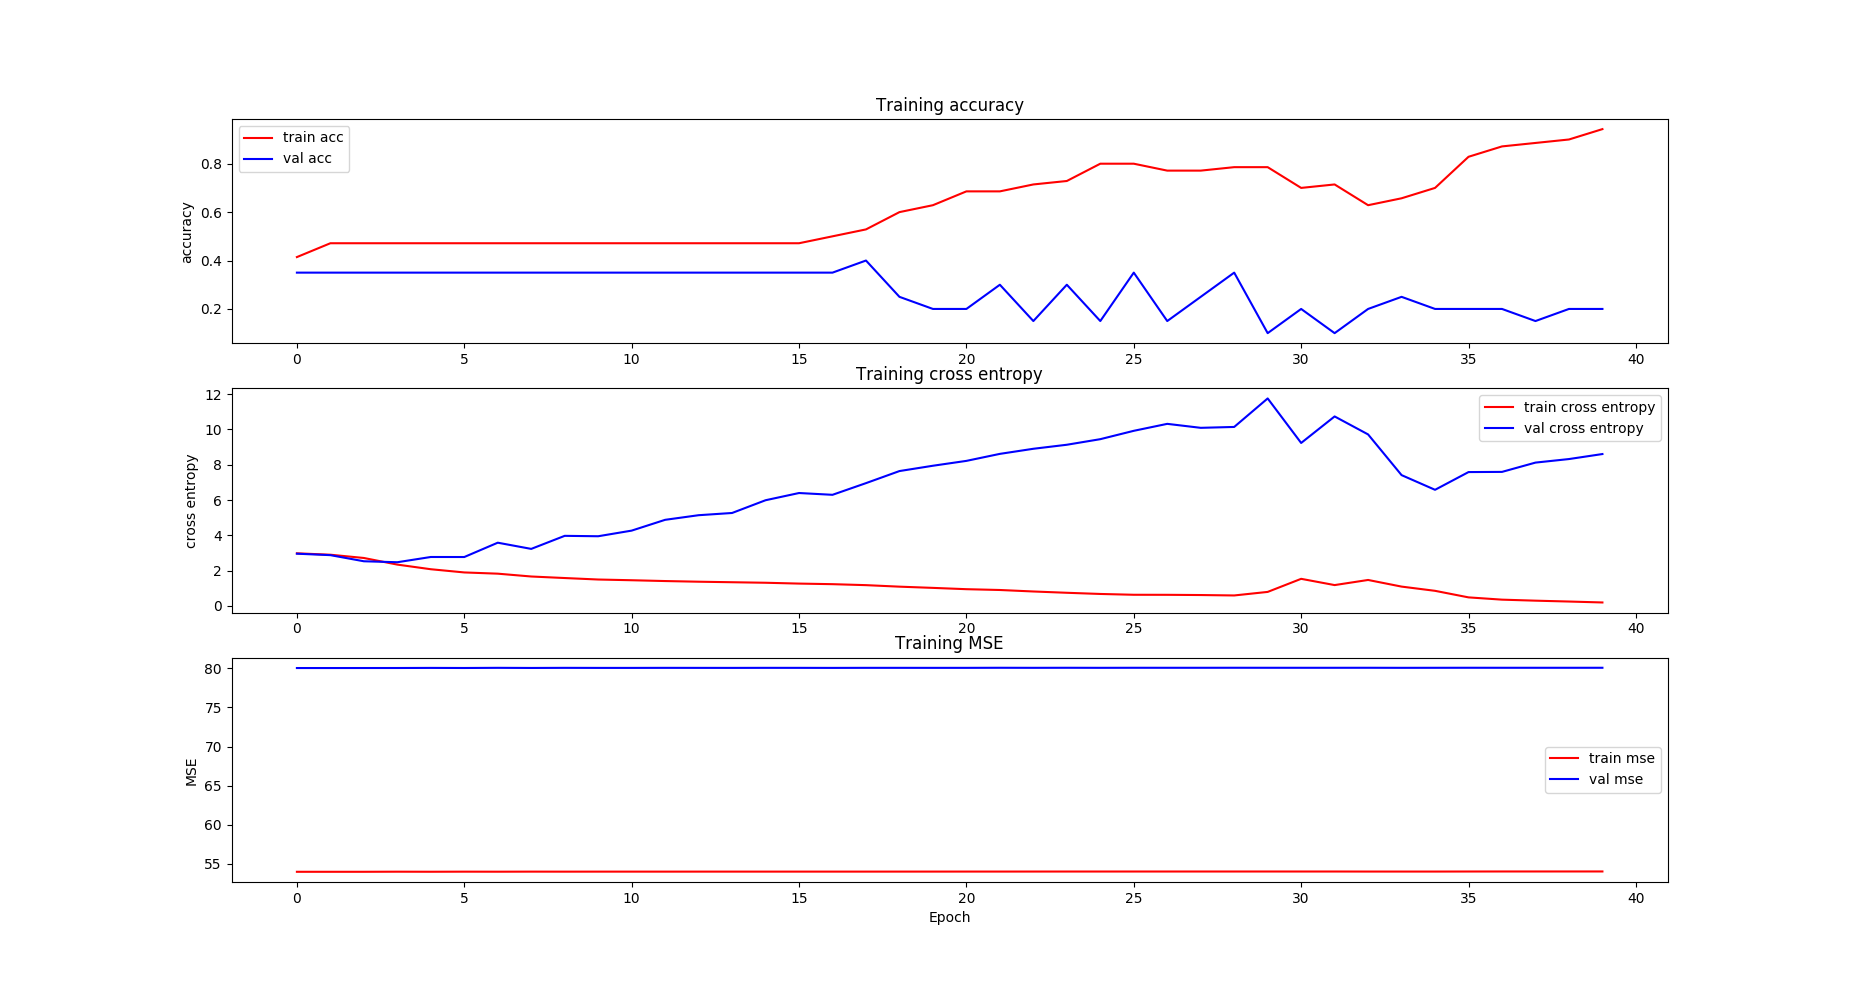 Training accuracy
train acc
val acc
accuracy
0.8
0.6
0.4
0.2
0 5 10 15 20 25 30 35 40
Training cross entropy
train cross entropy
val cross entropy
cross entropy
12
10
8
6
4
2
0
0 5 10 15 20 25 30 35 40
Training MSE
train mse
val mse
MSE
80
75
70
65
60
55
0 5 10 15 20 25 30 35 40
Epoch